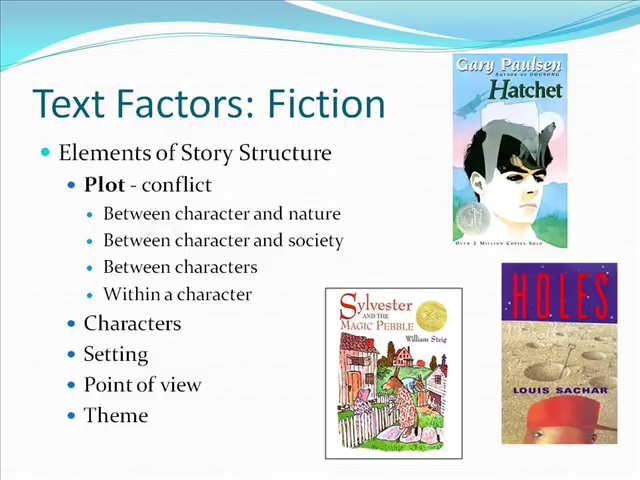 Text Factors: Fiction
Elements of Story Structure
Plot - conflict
Between character and nature
Between character and society
Between characters
Within a character
Characters
Setting
Point of view
Theme
Gary Paulsen
AUTHOR OF DOGSONG
Hatchet
OVER 2 MILLION COPIES SOLD
Sylvester
AND THE
MAGIC PEBBLE
William Steig
HOLES
LOUIS SACHAR